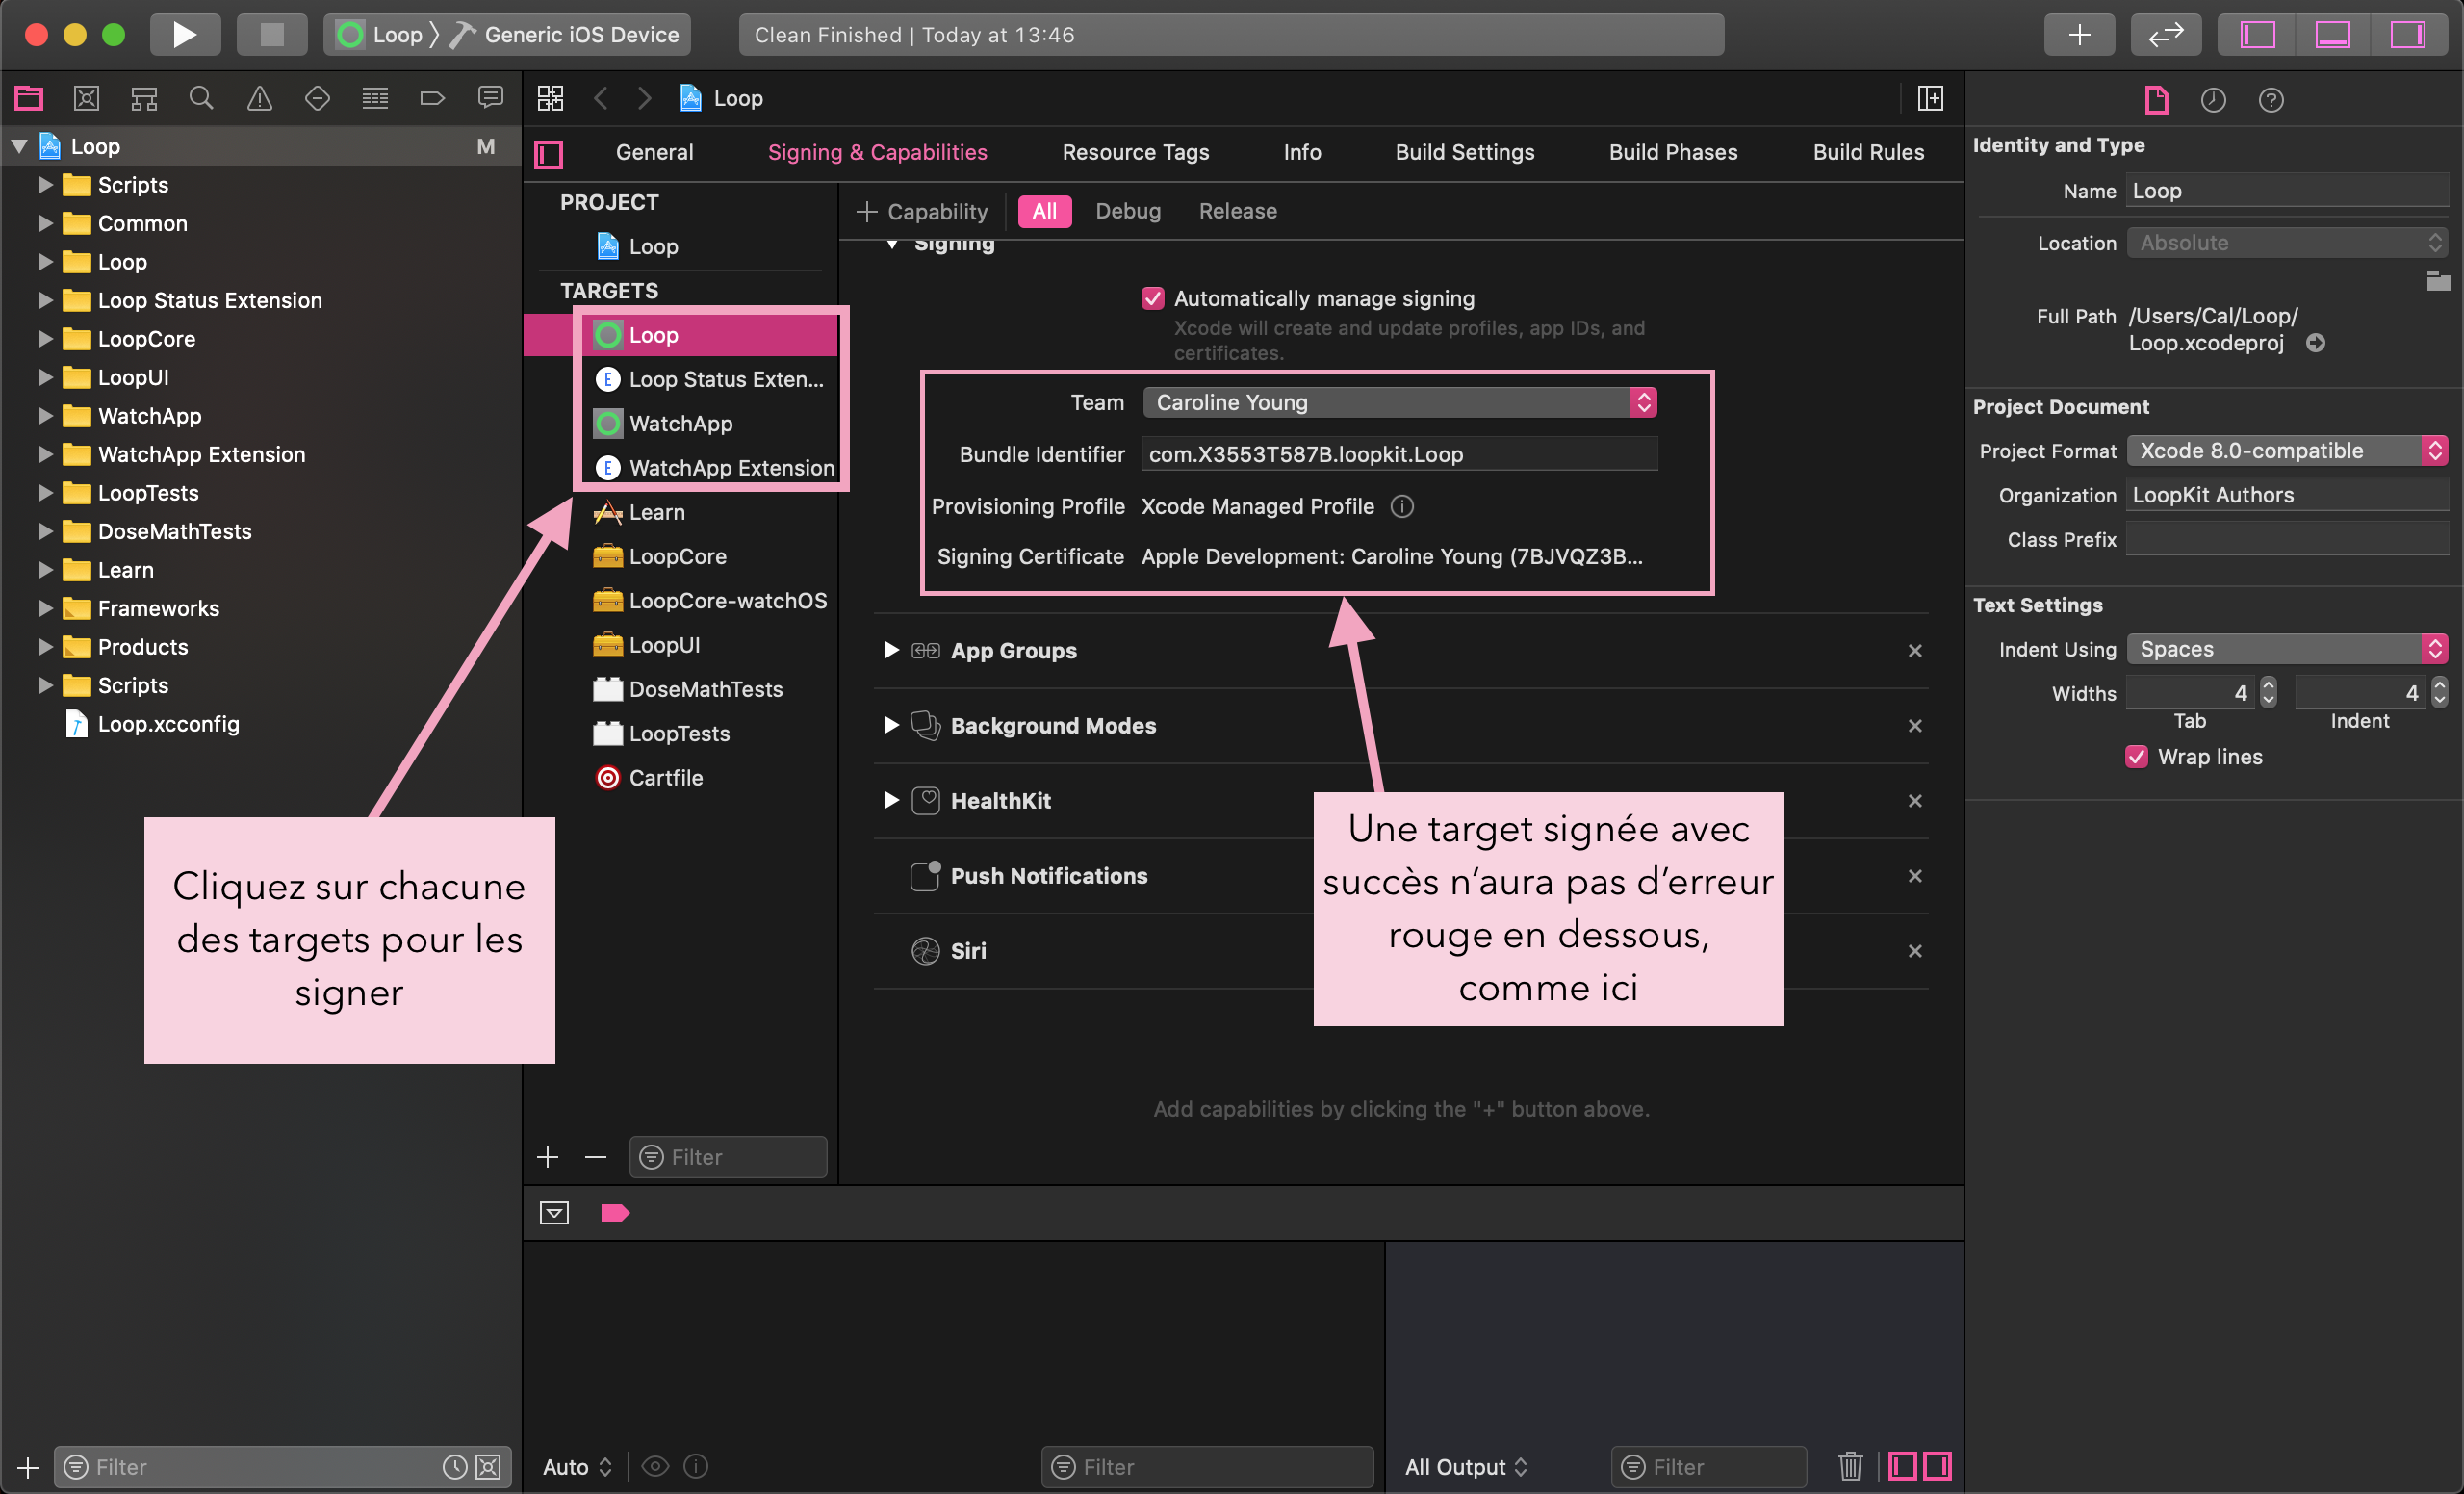 Loop
Generic iOS Device
Clean Finished | Today at 13:46
Loop
M
Scripts
Common
Loop
Loop Status Extension
LoopCore
LoopUI
WatchApp
WatchApp Extension
LoopTests
DoseMathTests
Learn
Frameworks
Products
Scripts
Loop.xcconfig
Cliquez sur chacune
des targets pour les
signer
Filter
Loop
General
Signing & Capabilities
Resource Tags
Info
Build Settings
Build Phases
Build Rules
PROJECT
Loop
TARGETS
Loop
Loop Status Exten...
WatchApp
WatchApp Extension
Learn
LoopCore
LoopCore-watchOS
LoopUI
DoseMathTests
LoopTests
Cartfile
Filter
Capability
All
Debug
Release
Signing
Automatically manage signing
Xcode will create and update profiles, app IDs, and
certificates.
Team
Caroline Young
Bundle Identifier
com.X3553T587B.loopkit.Loop
Provisioning Profile
Xcode Managed Profile
Signing Certificate
Apple Development: Caroline Young (7BJVQZ3B...
App Groups
Background Modes
HealthKit
Push Notifications
Siri
Une target signée avec
succès n’aura pas d’erreur
rouge en dessous,
comme ici
Add capabilities by clicking the "+" button above.
Auto
Filter
All Output
Filter
Identity and Type
Name
Loop
Location
Absolute
Full Path
/Users/Cal/Loop/
Loop.xcodeproj
Project Document
Project Format
Xcode 8.0-compatible
Organization
LoopKit Authors
Class Prefix
Text Settings
Indent Using
Spaces
Widths
4
4
Tab
Indent
Wrap lines